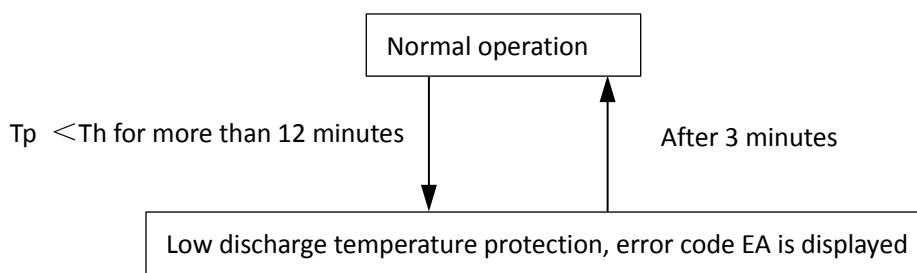 Normal operation
Tp ＜Th for more than 12 minutes
After 3 minutes
Low discharge temperature protection, error code EA is displayed